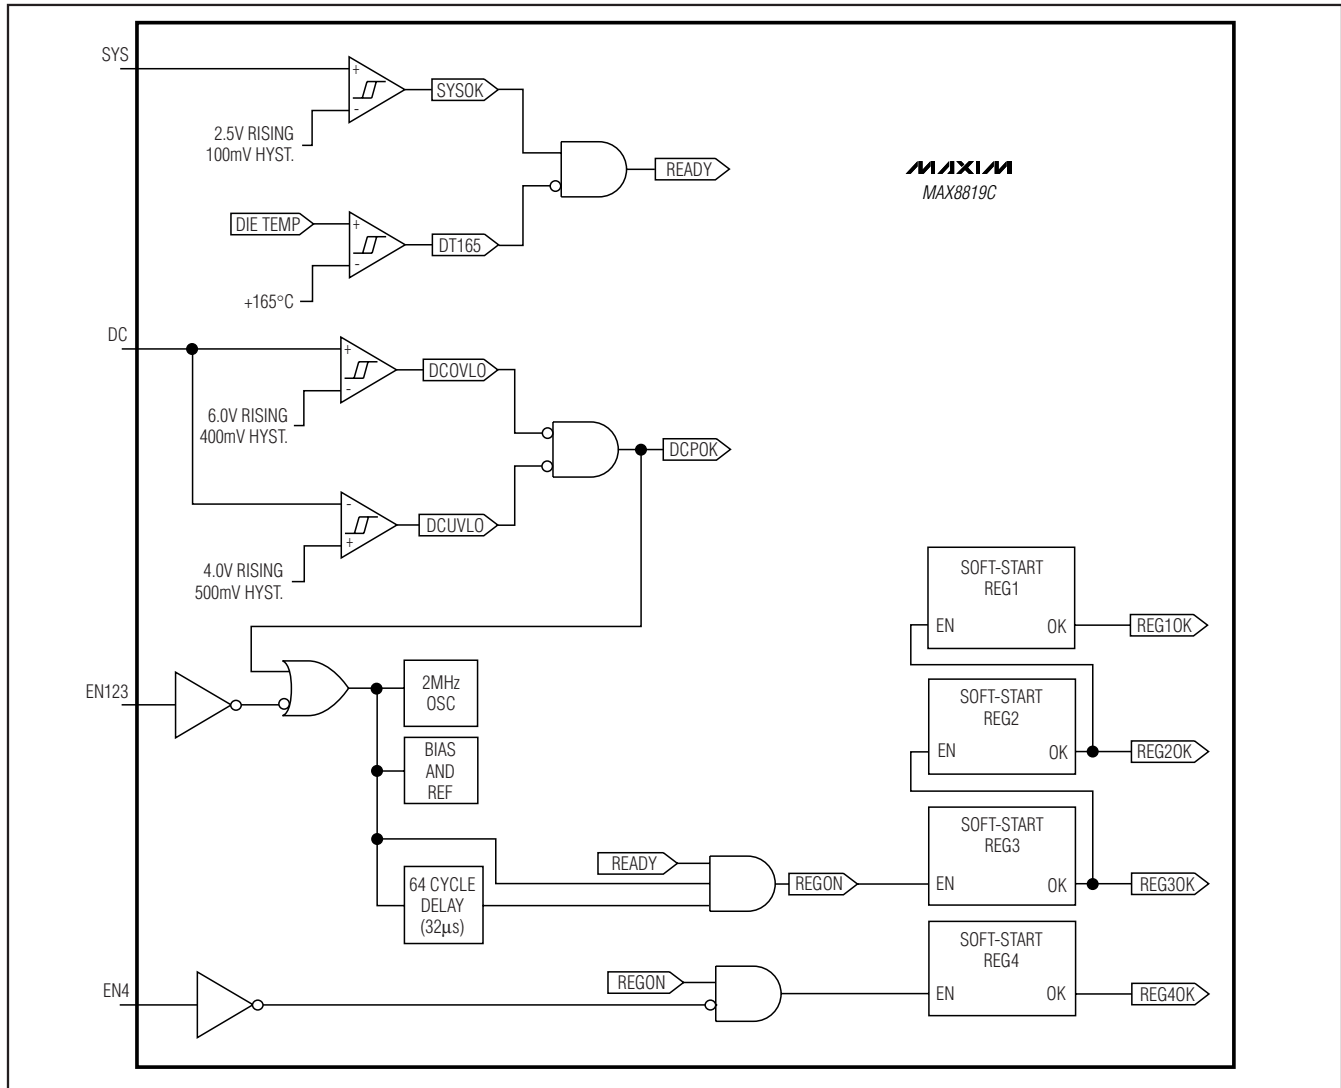 SYS
SYSOK
2.5V RISING
100mV HYST.
READY
MAXIM
MAX8819C
DIE TEMP
DT165
+165°C
DC
DCOVLO
6.0V RISING
400mV HYST.
DCPOK
DCUVLO
4.0V RISING
500mV HYST.
SOFT-START
REG1
EN
OK
REG1OK
EN123
2MHz
OSC
SOFT-START
REG2
EN
OK
REG2OK
BIAS
AND
REF
SOFT-START
REG3
EN
OK
REG3OK
READY
REGON
64 CYCLE
DELAY
(32µs)
SOFT-START
REG4
EN
OK
REG4OK
REGON
EN4
+
-
+
-
+
-
-
+